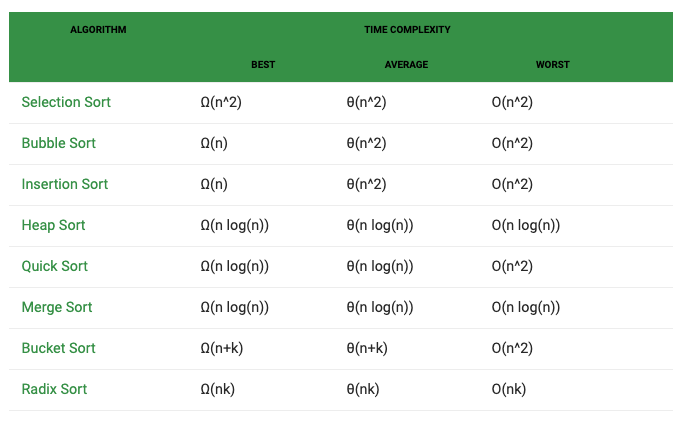 ALGORITHM TIME COMPLEXITY
BEST AVERAGE WORST
Selection Sort Ω(n^2) θ(n^2) O(n^2)
Bubble Sort Ω(n) θ(n^2) O(n^2)
Insertion Sort Ω(n) θ(n^2) O(n^2)
Heap Sort Ω(n log(n)) θ(n log(n)) O(n log(n))
Quick Sort Ω(n log(n)) θ(n log(n)) O(n^2)
Merge Sort Ω(n log(n)) θ(n log(n)) O(n log(n))
Bucket Sort Ω(n+k) θ(n+k) O(n^2)
Radix Sort Ω(nk) θ(nk) O(nk)